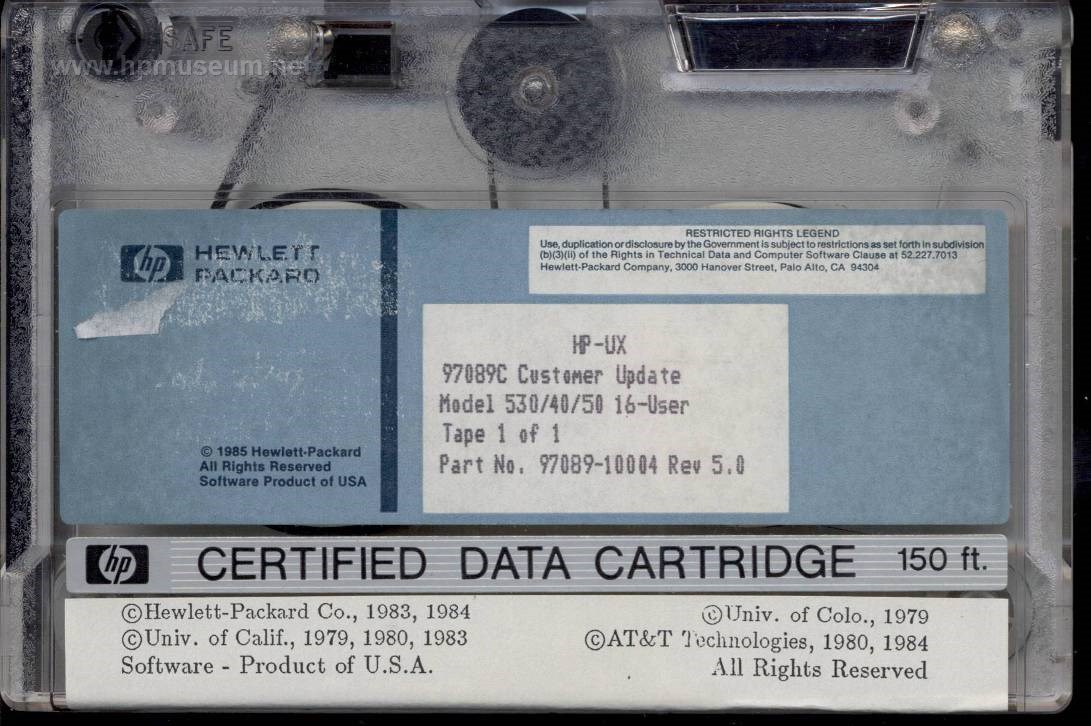 SAFE
www.hpmuseum.net
hp HEWLETT
PACKARD
RESTRICTED RIGHTS LEGEND
Use, duplication or disclosure by the Government is subject to restrictions as set forth in subdivision
(b)(3)(ii) of the Rights in Technical Data and Computer Software Clause at 52.227.7013
Hewlett-Packard Company, 3000 Hanover Street, Palo Alto, CA 94304
HP-UX
97089C Customer Update
Model 530/40/50 16-User
Tape 1 of 1
Part No. 97089-10004 Rev 5.0
© 1985 Hewlett-Packard
All Rights Reserved
Software Product of USA
hp CERTIFIED DATA CARTRIDGE 150 ft.
©Hewlett-Packard Co., 1983, 1984
©Univ. of Calif., 1979, 1980, 1983
Software - Product of U.S.A.
©Univ. of Colo., 1979
©AT&T Technologies, 1980, 1984
All Rights Reserved